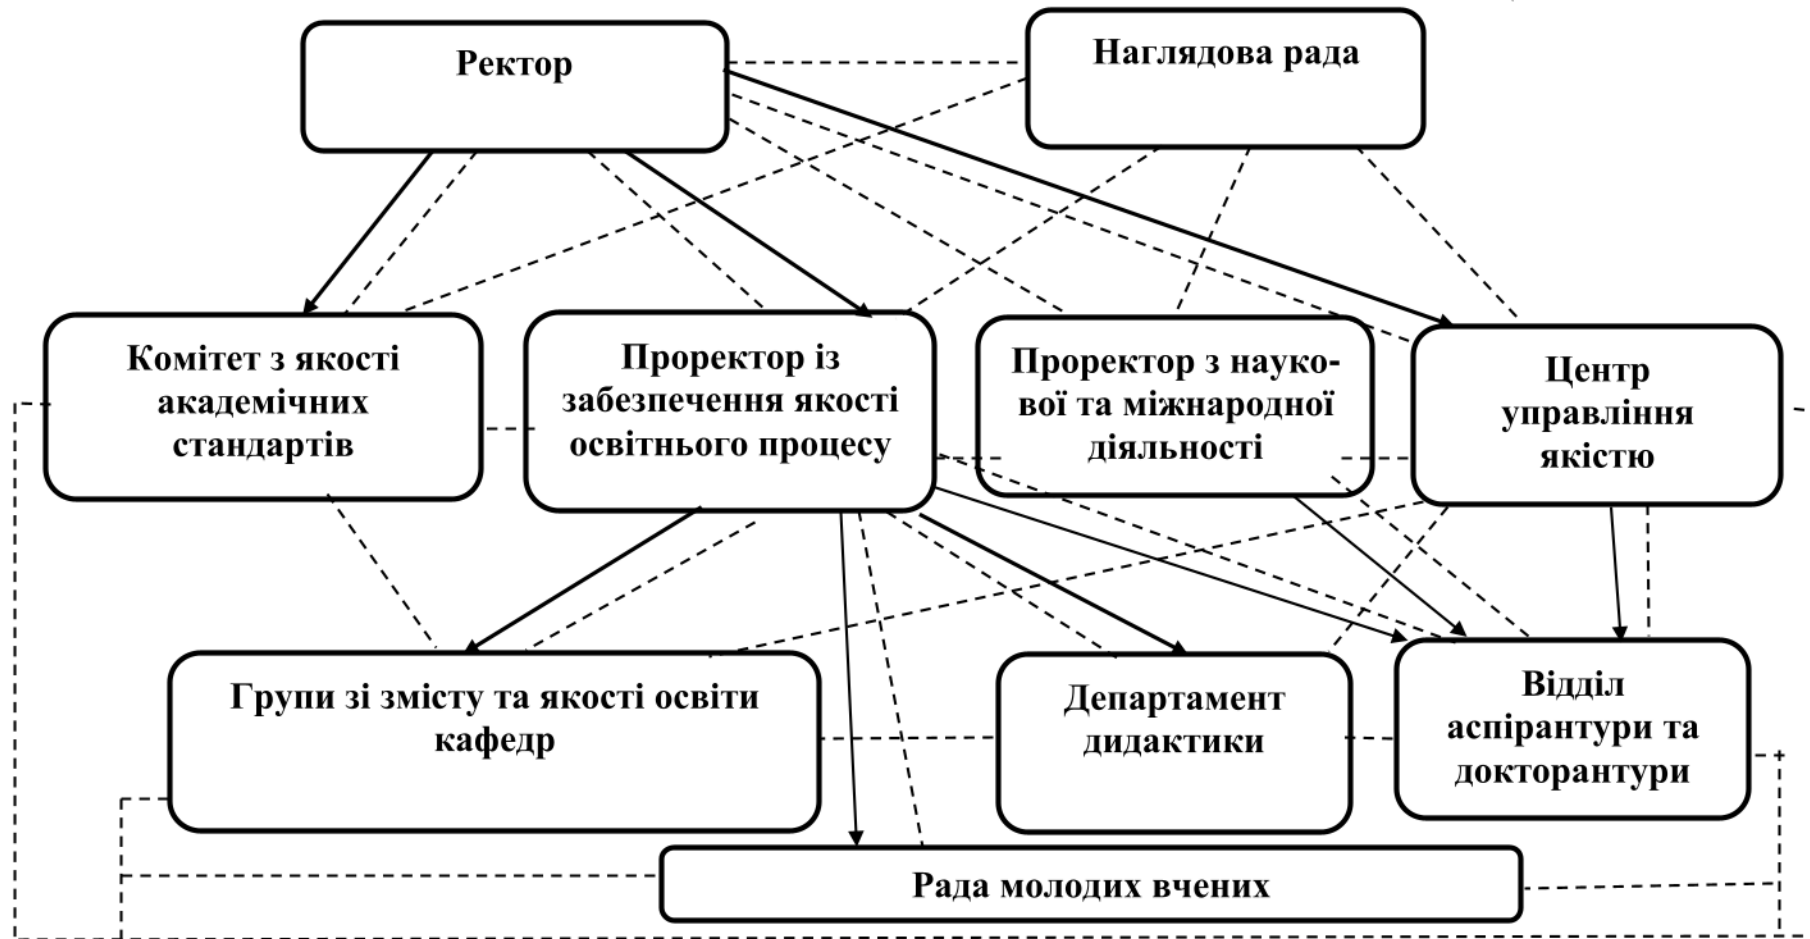 Ректор
Наглядова рада
Комітет з якості
академічних
стандартів
Проректор із
забезпечення якості
освітнього процесу
Проректор з науко-
вої та міжнародної
діяльності
Центр
управління
якістю
Групи зі змісту та якості освіти
кафедр
Департамент
дидактики
Відділ
аспірантури та
докторантури
Рада молодих вчених